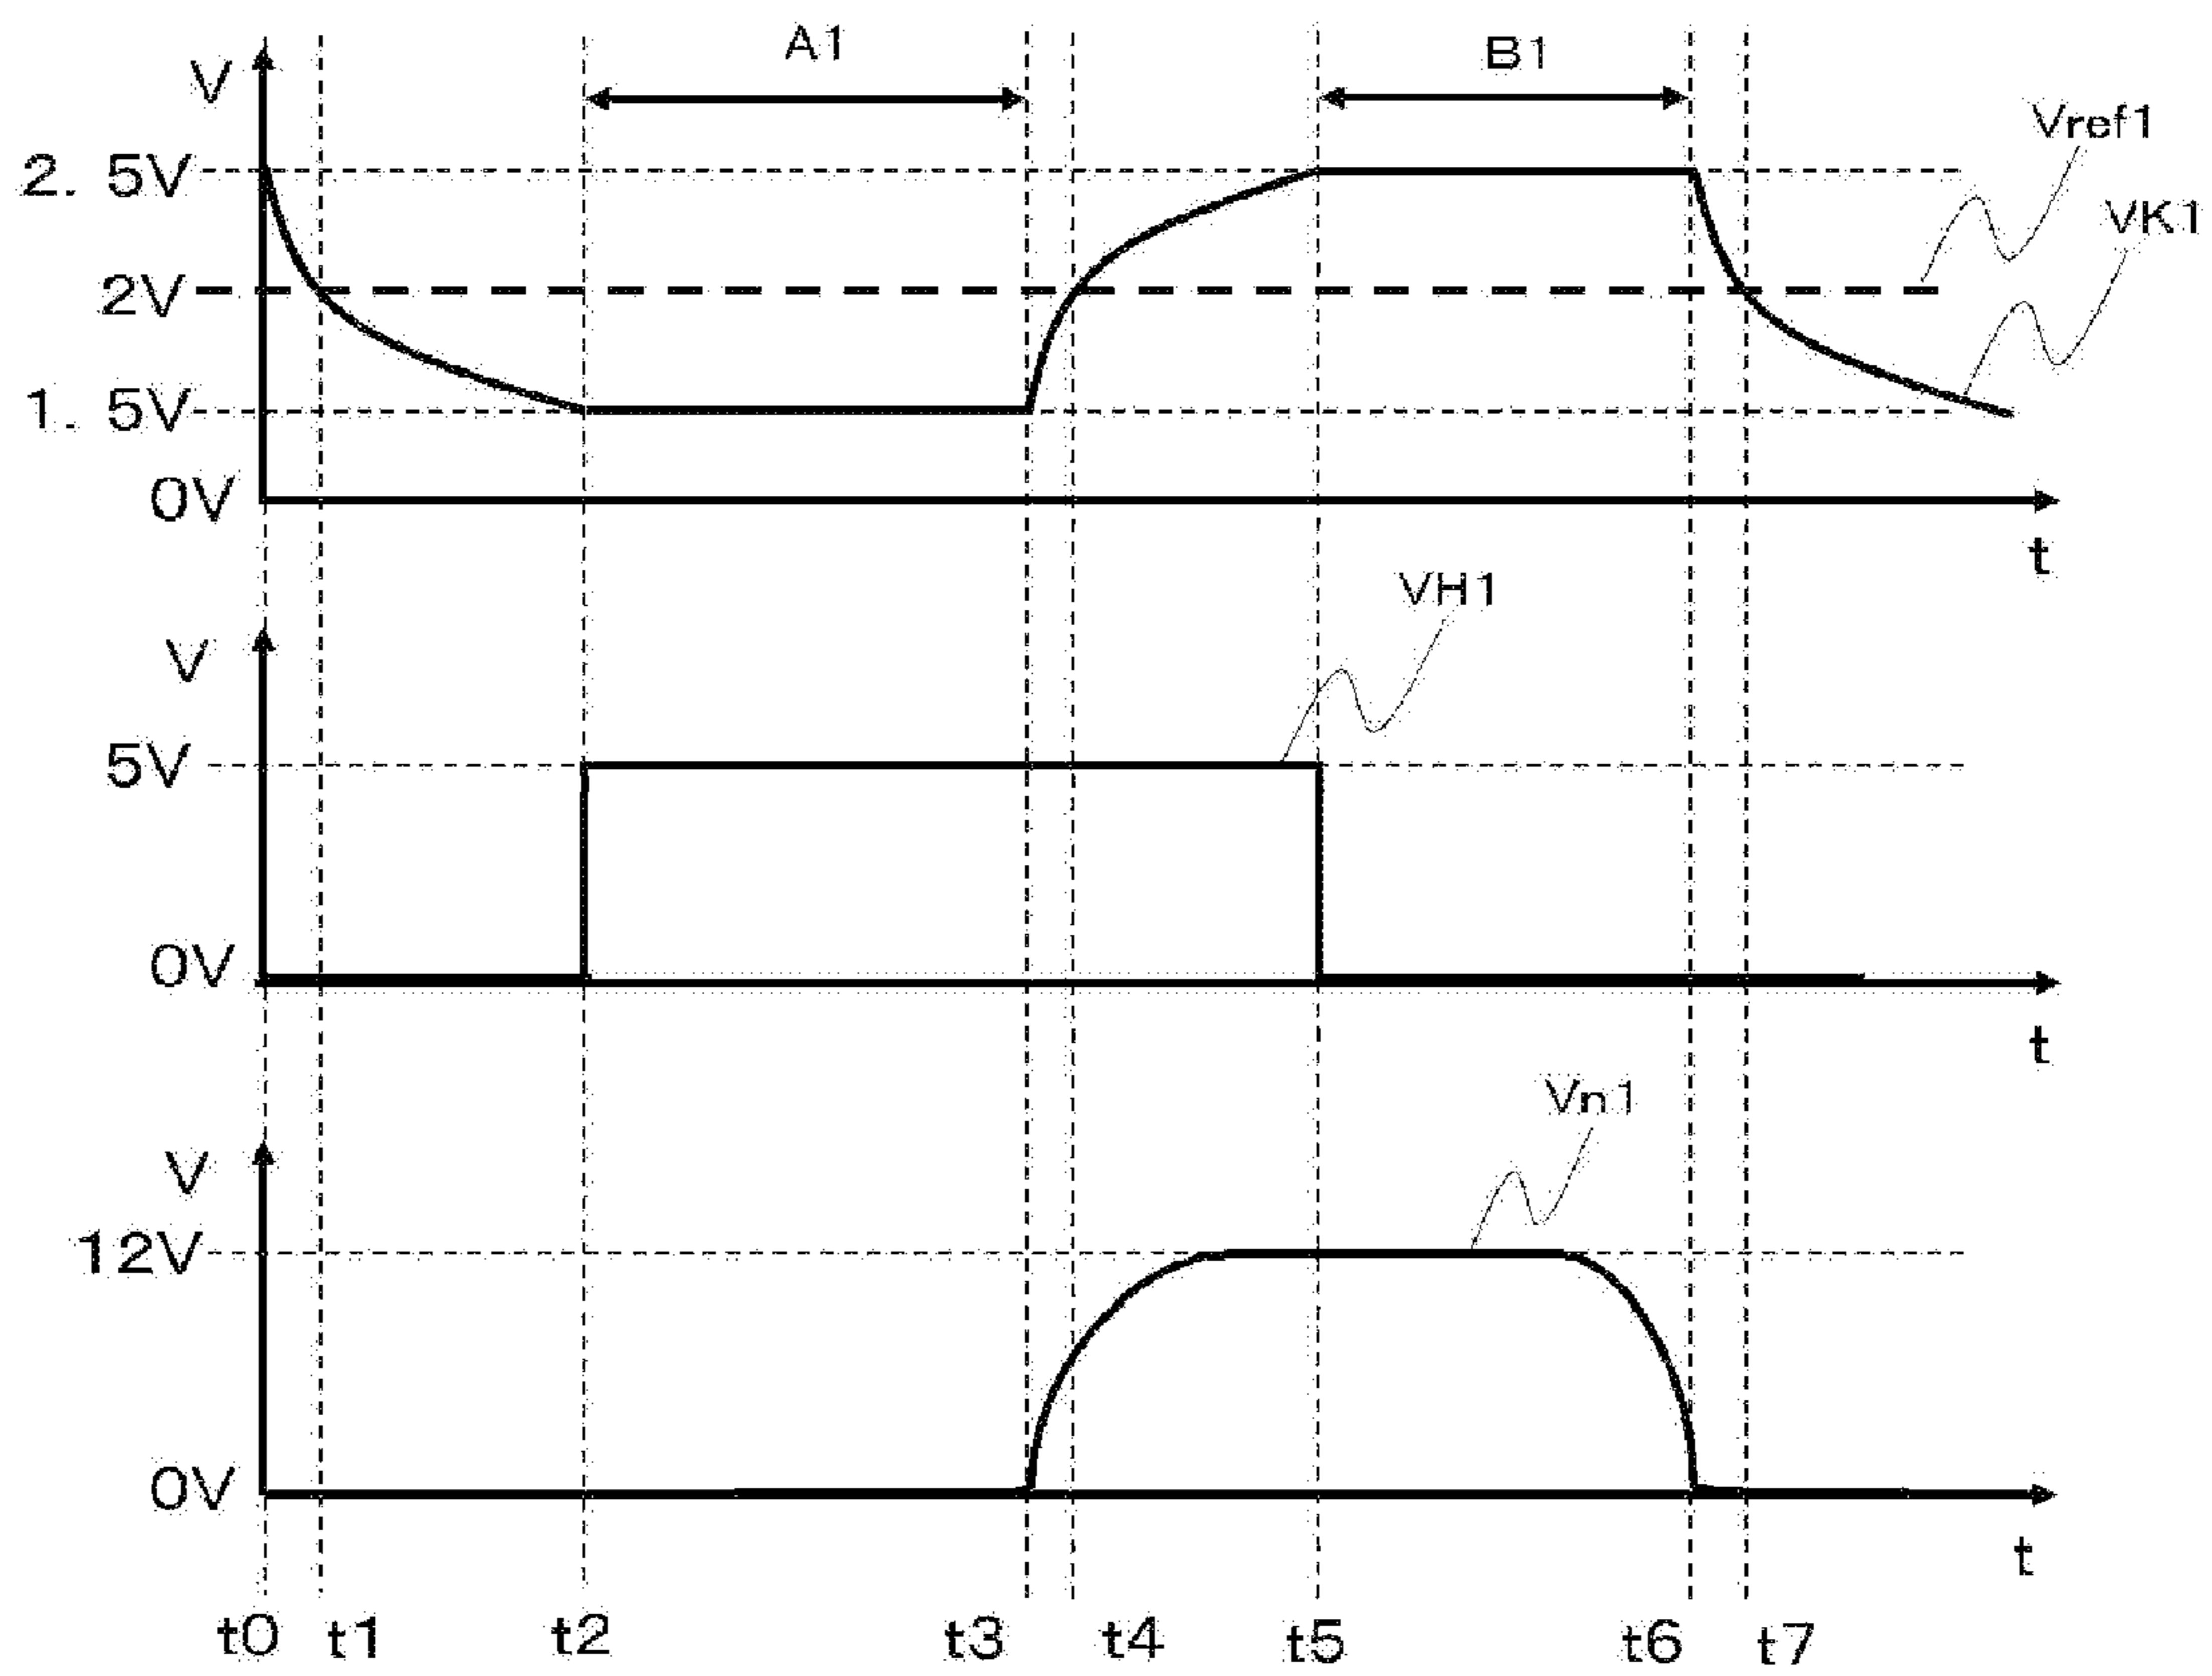 A1
B1
V
Vref1
2. 5V
VK1
2V
1. 5V
0V
t
VH1
V
5V
0V
t
Vn1
V
12V
0V
t
t0 t1 t2 t3 t4 t5 t6 t7